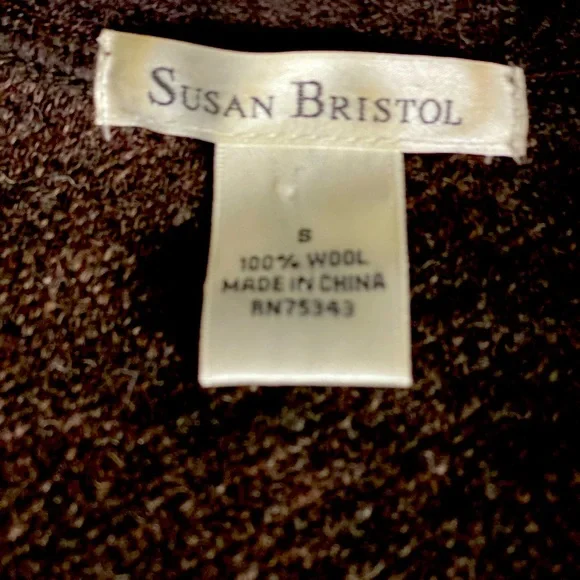 SUSAN BRISTOL
S
100% WOOL
MADE IN CHINA
RN75343